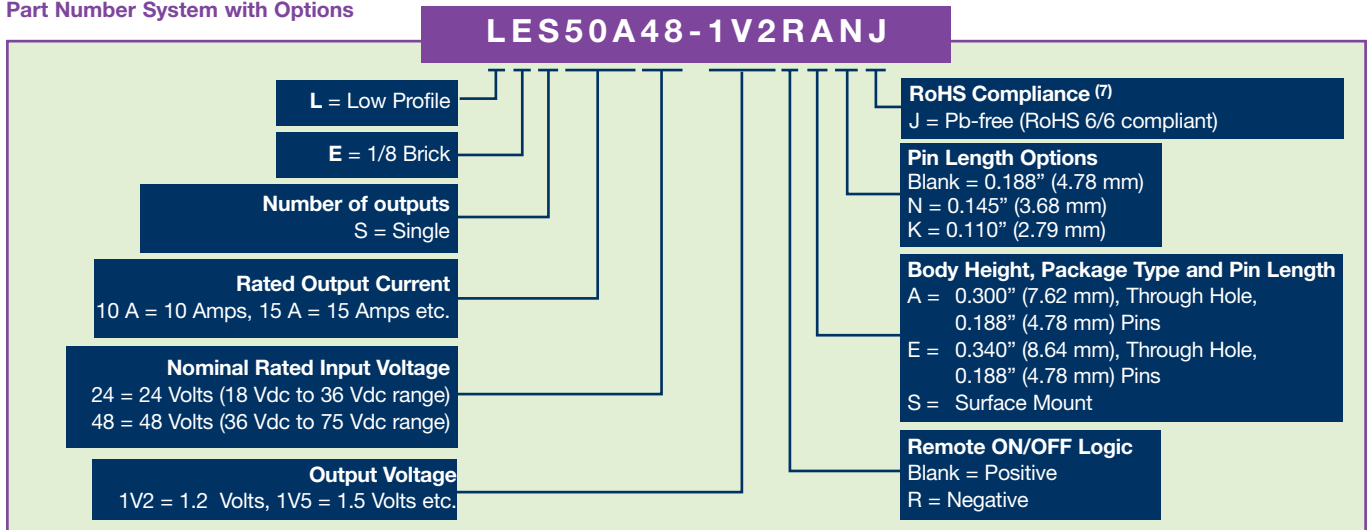 Part Number System with Options
LES50A48-1V2RANJ
L = Low Profile
E = 1/8 Brick
Number of outputs
S = Single
Rated Output Current
10 A = 10 Amps, 15 A = 15 Amps etc.
Nominal Rated Input Voltage
24 = 24 Volts (18 Vdc to 36 Vdc range)
48 = 48 Volts (36 Vdc to 75 Vdc range)
Output Voltage
1V2 = 1.2 Volts, 1V5 = 1.5 Volts etc.
RoHS Compliance (7)
J = Pb-free (RoHS 6/6 compliant)
Pin Length Options
Blank = 0.188” (4.78 mm)
N = 0.145” (3.68 mm)
K = 0.110” (2.79 mm)
Body Height, Package Type and Pin Length
A = 0.300” (7.62 mm), Through Hole,
0.188” (4.78 mm) Pins
E = 0.340” (8.64 mm), Through Hole,
0.188” (4.78 mm) Pins
S = Surface Mount
Remote ON/OFF Logic
Blank = Positive
R = Negative